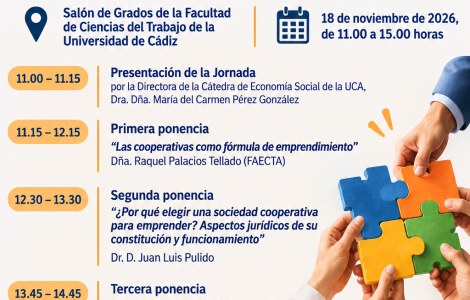 Salón de Grados de la Facultad
de Ciencias del Trabajo de la
Universidad de Cádiz
18 de noviembre de 2026,
de 11.00 a 15.00 horas
11.00 – 11.15
Presentación de la Jornada
por la Directora de la Cátedra de Economía Social de la UCA,
Dra. Dña. María del Carmen Pérez González
11.15 – 12.15
Primera ponencia
“Las cooperativas como fórmula de emprendimiento”
Dña. Raquel Palacios Tellado (FAECTA)
12.30 – 13.30
Segunda ponencia
“¿Por qué elegir una sociedad cooperativa
para emprender? Aspectos jurídicos de su
constitución y funcionamiento”
Dr. D. Juan Luis Pulido
13.45 – 14.45
Tercera ponencia